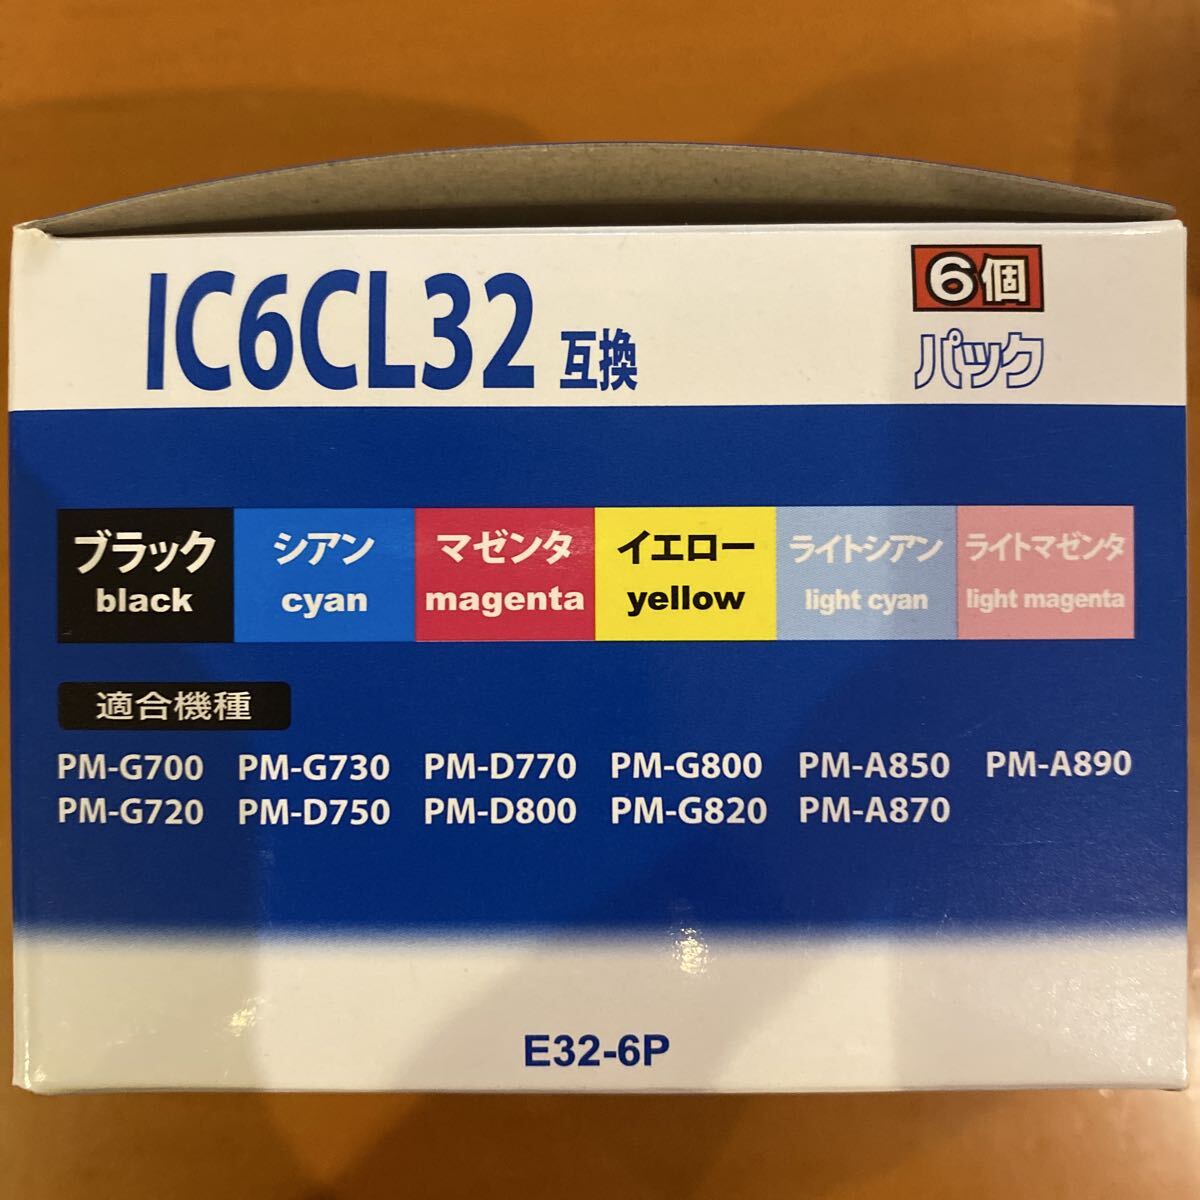 IC6CL32 互換
6個
パック
ブラック シアン マゼンタ イエロー ライトシアン ライトマゼンタ
black cyan magenta yellow light cyan light magenta
適合機種
PM-G700 PM-G730 PM-D770 PM-G800 PM-A850 PM-A890
PM-G720 PM-D750 PM-D800 PM-G820 PM-A870
E32-6P